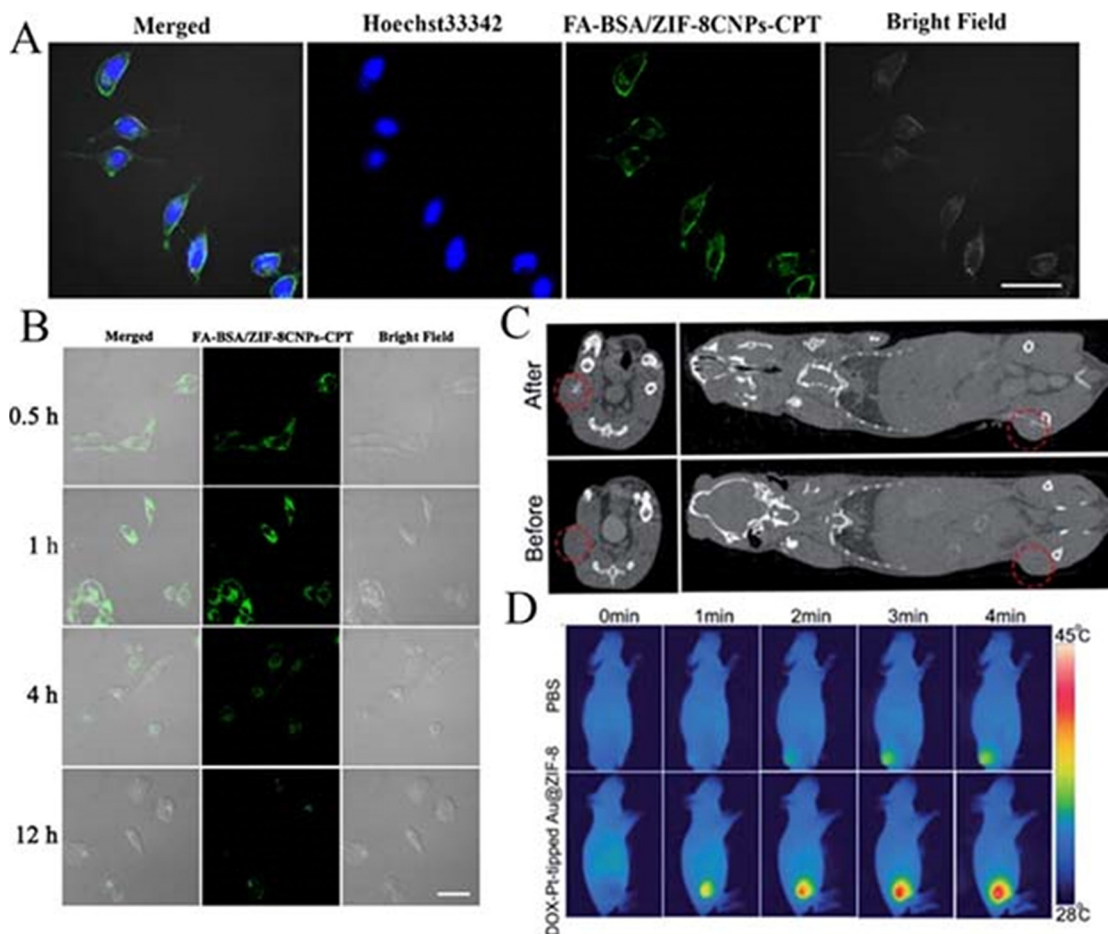 A
Merged
Hoechst33342
FA-BSA/ZIF-8CNPs-CPT
Bright Field
B
Merged
FA-BSA/ZIF-8CNPs-CPT
Bright Field
0.5 h
1 h
4 h
12 h
C
After
Before
D
0min
1min
2min
3min
4min
PBS
DOX-Pt-tipped Au@ZIF-8
45°C
28°C